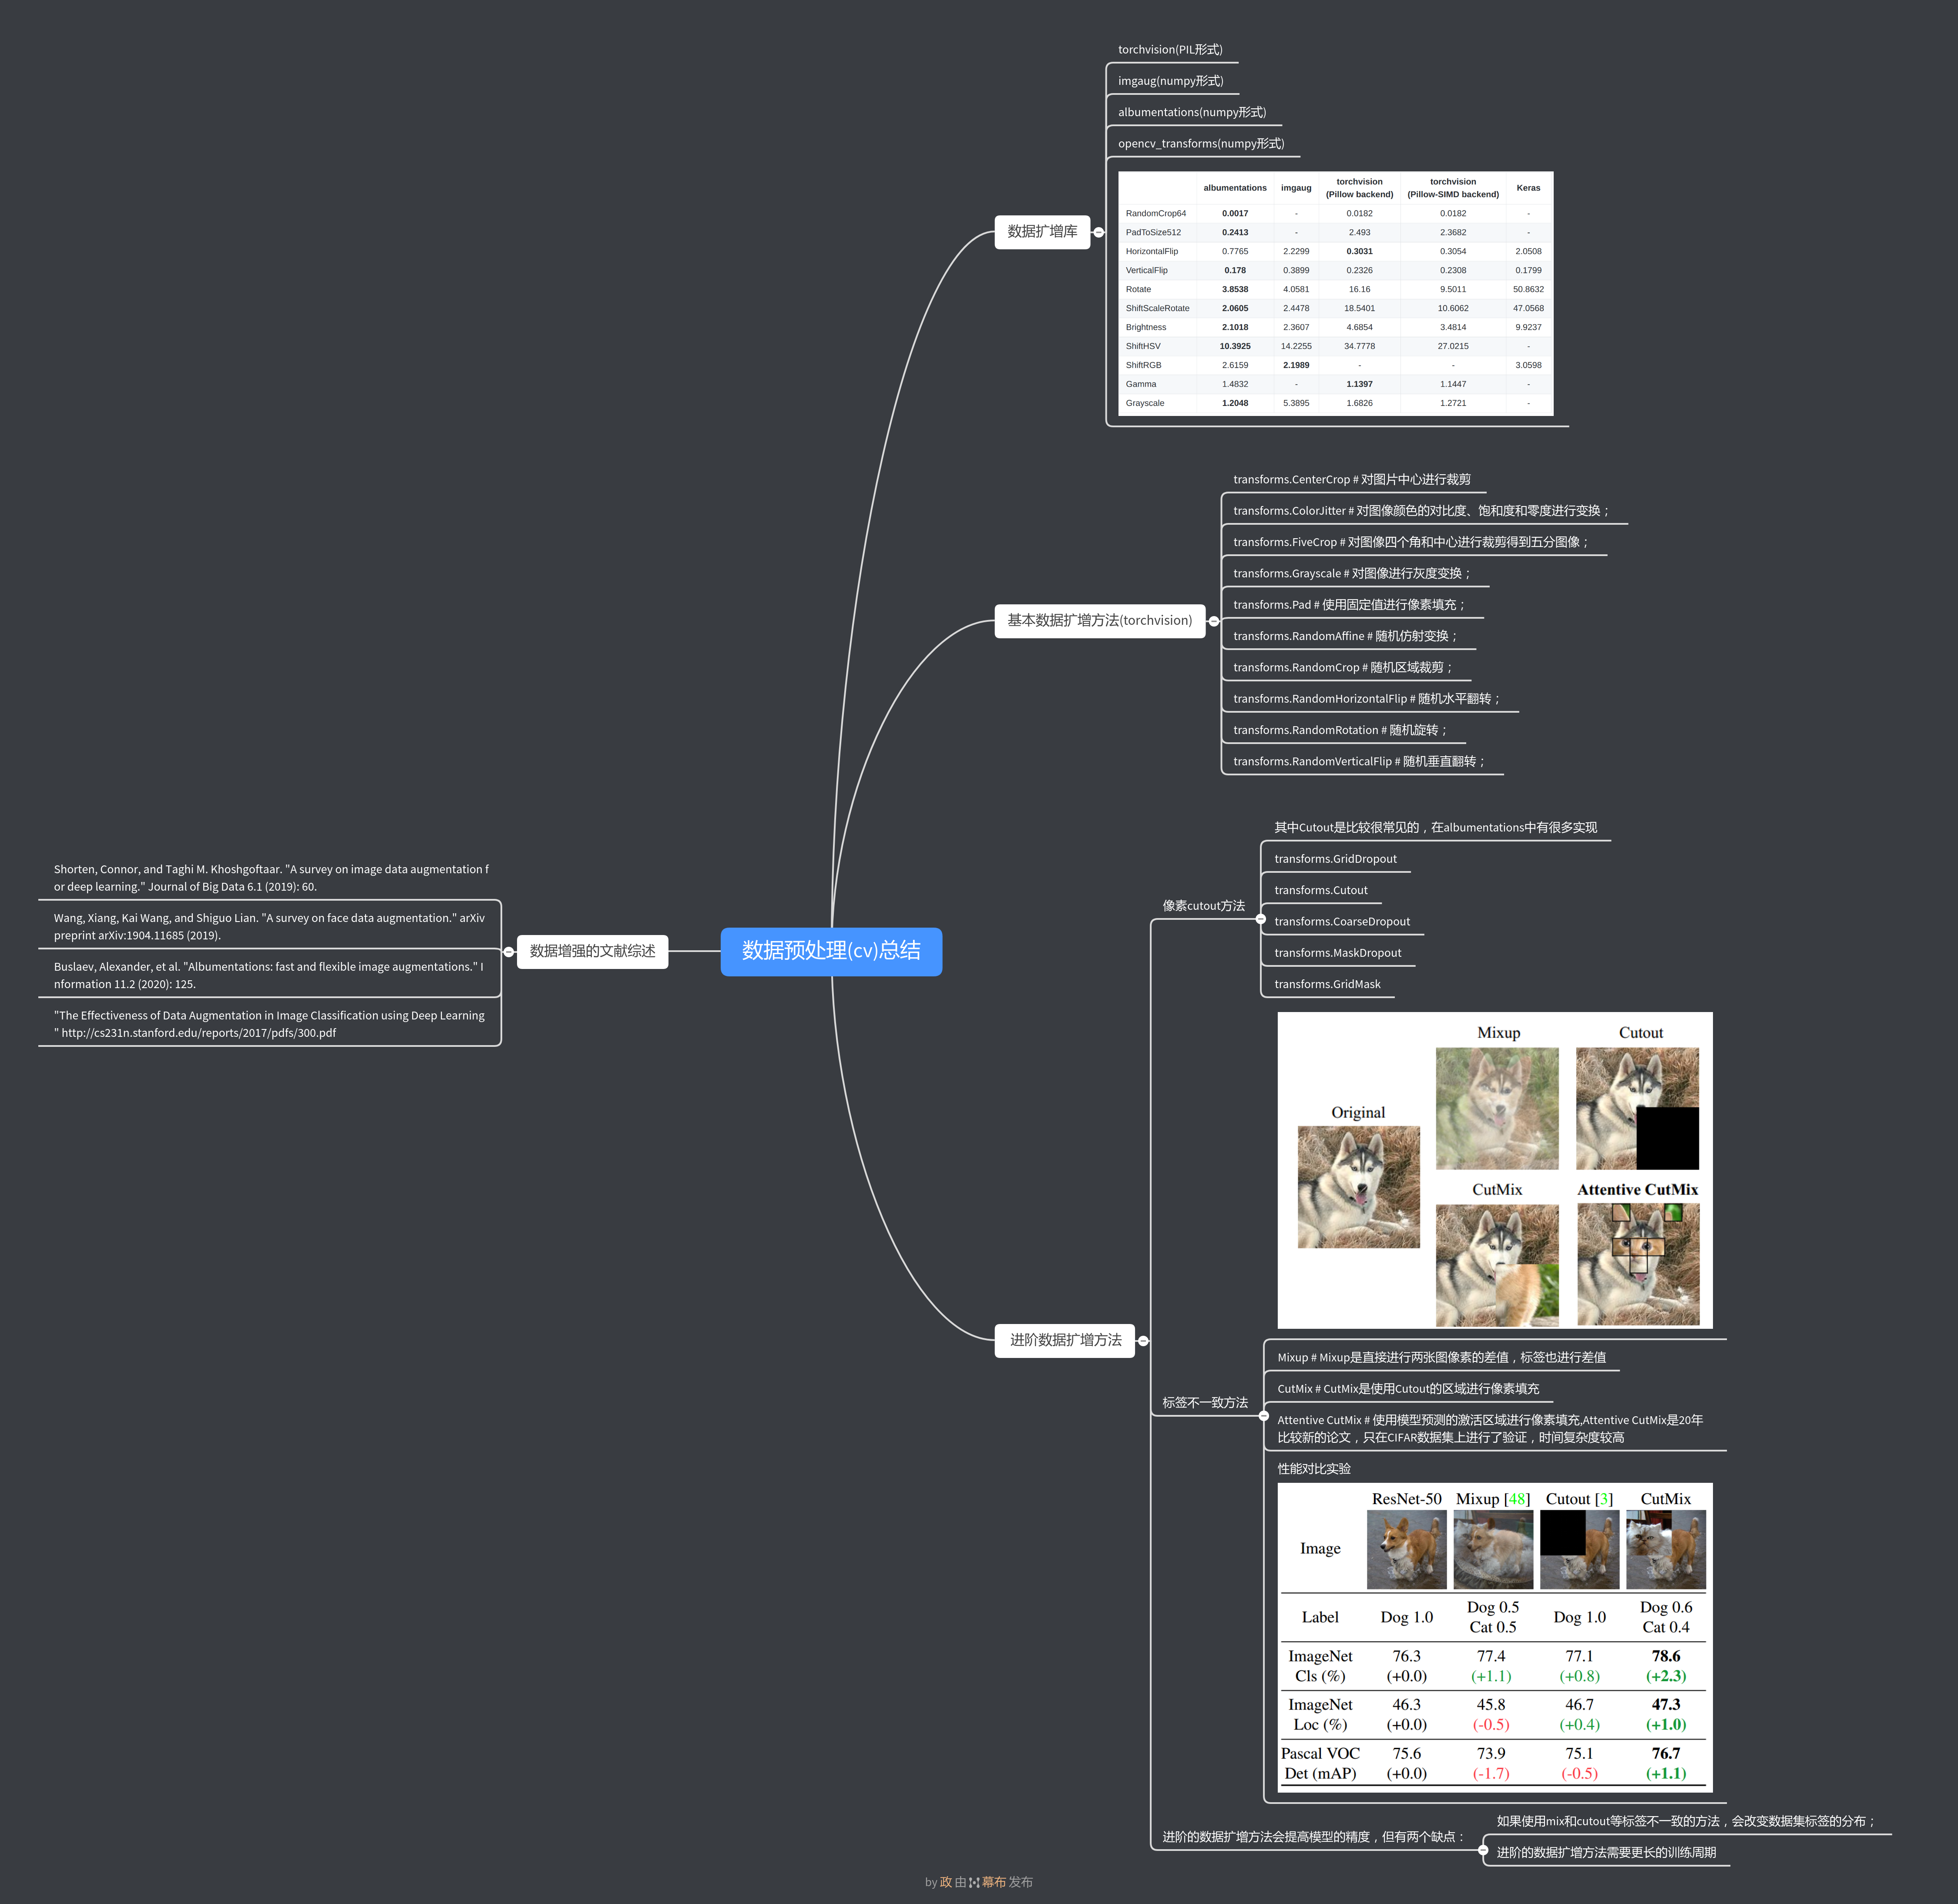 torchvision(PIL形式)
imgaug(numpy形式)
albumentations(numpy形式)
opencv_transforms(numpy形式)
albumentations imgaug torchvision (Pillow backend) torchvision (Pillow-SIMD backend) Keras
RandomCrop64 0.0017 - 0.0182 0.0182 -
PadToSize512 0.2413 - 2.493 2.3682 -
HorizontalFlip 0.7765 2.2299 0.3031 0.3054 2.0508
VerticalFlip 0.178 0.3899 0.2326 0.2308 0.1799
Rotate 3.8538 4.0581 16.16 9.5011 50.8632
ShiftScaleRotate 2.0605 2.4478 18.5401 10.6062 47.0568
Brightness 2.1018 2.3607 4.6854 3.4814 9.9237
ShiftHSV 10.3925 14.2255 34.7778 27.0215 -
ShiftRGB 2.6159 2.1989 - - 3.0598
Gamma 1.4832 - 1.1397 1.1447 -
Grayscale 1.2048 5.3895 1.6826 1.2721 -
数据扩增库
transforms.CenterCrop # 对图片中心进行裁剪
transforms.ColorJitter # 对图像颜色的对比度、饱和度和零度进行变换；
transforms.FiveCrop # 对图像四个角和中心进行裁剪得到五分图像；
transforms.Grayscale # 对图像进行灰度变换；
transforms.Pad # 使用固定值进行像素填充；
transforms.RandomAffine # 随机仿射变换；
transforms.RandomCrop # 随机区域裁剪；
transforms.RandomHorizontalFlip # 随机水平翻转；
transforms.RandomRotation # 随机旋转；
transforms.RandomVerticalFlip # 随机垂直翻转；
基本数据扩增方法(torchvision)
其中Cutout是比较很常见的，在albumentations中有很多实现
transforms.GridDropout
transforms.Cutout
transforms.CoarseDropout
transforms.MaskDropout
transforms.GridMask
像素cutout方法
Shorten, Connor, and Taghi M. Khoshgoftaar. "A survey on image data augmentation f
or deep learning." Journal of Big Data 6.1 (2019): 60.
Wang, Xiang, Kai Wang, and Shiguo Lian. "A survey on face data augmentation." arXiv
preprint arXiv:1904.11685 (2019).
Buslaev, Alexander, et al. "Albumentations: fast and flexible image augmentations." I
nformation 11.2 (2020): 125.
"The Effectiveness of Data Augmentation in Image Classification using Deep Learning
" http://cs231n.stanford.edu/reports/2017/pdfs/300.pdf
数据增强的文献综述
数据预处理(cv)总结
Mixup Cutout
Original
CutMix Attentive CutMix
进阶数据扩增方法
Mixup # Mixup是直接进行两张图像素的差值，标签也进行差值
CutMix # CutMix是使用Cutout的区域进行像素填充
标签不一致方法
Attentive CutMix # 使用模型预测的激活区域进行像素填充,Attentive CutMix是20年
比较新的论文，只在CIFAR数据集上进行了验证，时间复杂度较高
性能对比实验
ResNet-50 Mixup [48] Cutout [3] CutMix
Image
Label Dog 1.0 Dog 0.5 Cat 0.5 Dog 1.0 Dog 0.6 Cat 0.4
ImageNet 76.3 77.4 77.1 78.6
Cls (%) (+0.0) (+1.1) (+0.8) (+2.3)
ImageNet 46.3 45.8 46.7 47.3
Loc (%) (+0.0) (-0.5) (+0.4) (+1.0)
Pascal VOC 75.6 73.9 75.1 76.7
Det (mAP) (+0.0) (-1.7) (-0.5) (+1.1)
进阶的数据扩增方法会提高模型的精度，但有两个缺点：
如果使用mix和cutout等标签不一致的方法，会改变数据集标签的分布；
进阶的数据扩增方法需要更长的训练周期
by 政 由 幕布 发布